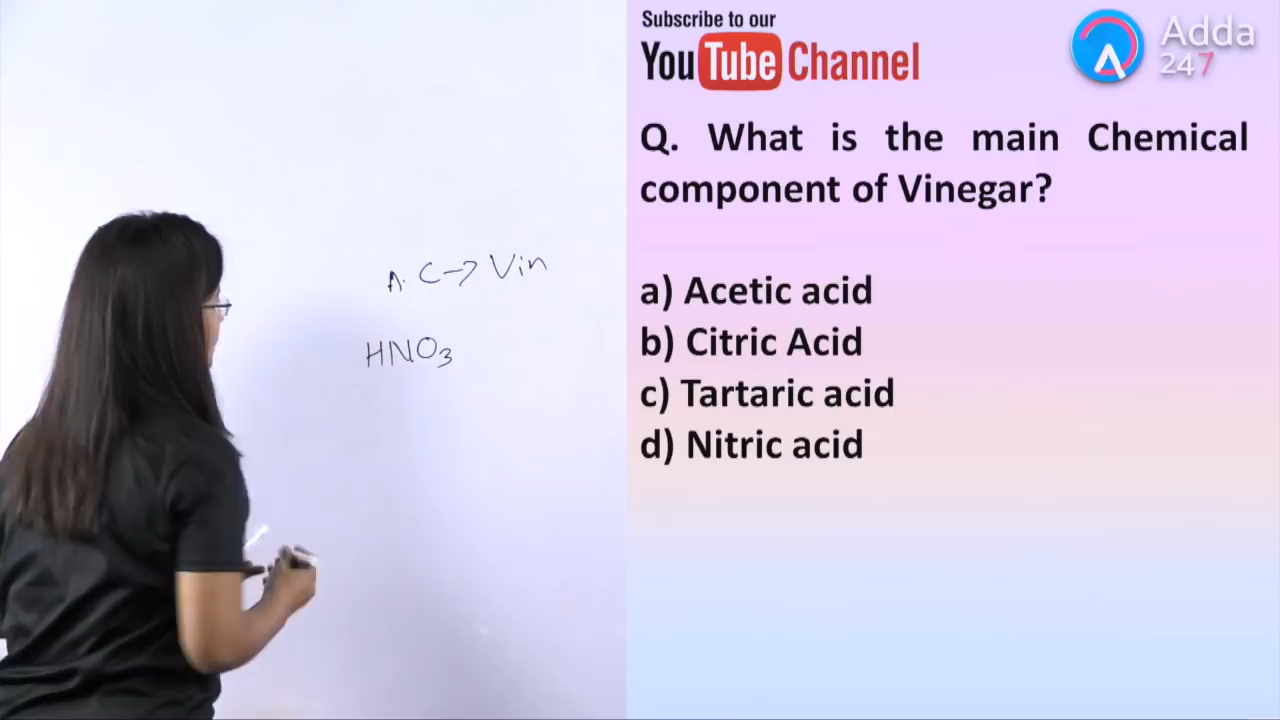 Subscribe to our
YouTube Channel
Adda
247
Q. What is the main Chemical
component of Vinegar?
a) Acetic acid
b) Citric Acid
c) Tartaric acid
d) Nitric acid
A. C → Vin
HNO3